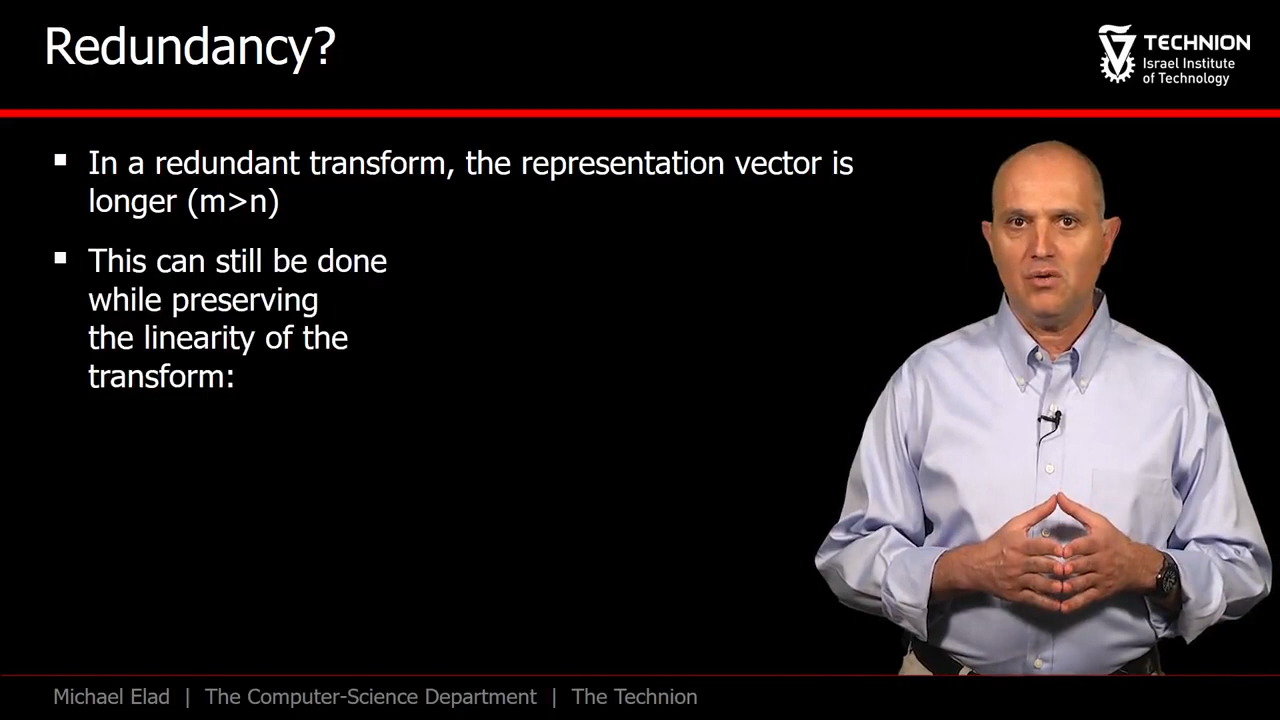 Redundancy?
TECHNION
Israel Institute
of Technology
▪ In a redundant transform, the representation vector is
longer (m>n)
▪ This can still be done
while preserving
the linearity of the
transform:
Michael Elad | The Computer-Science Department | The Technion